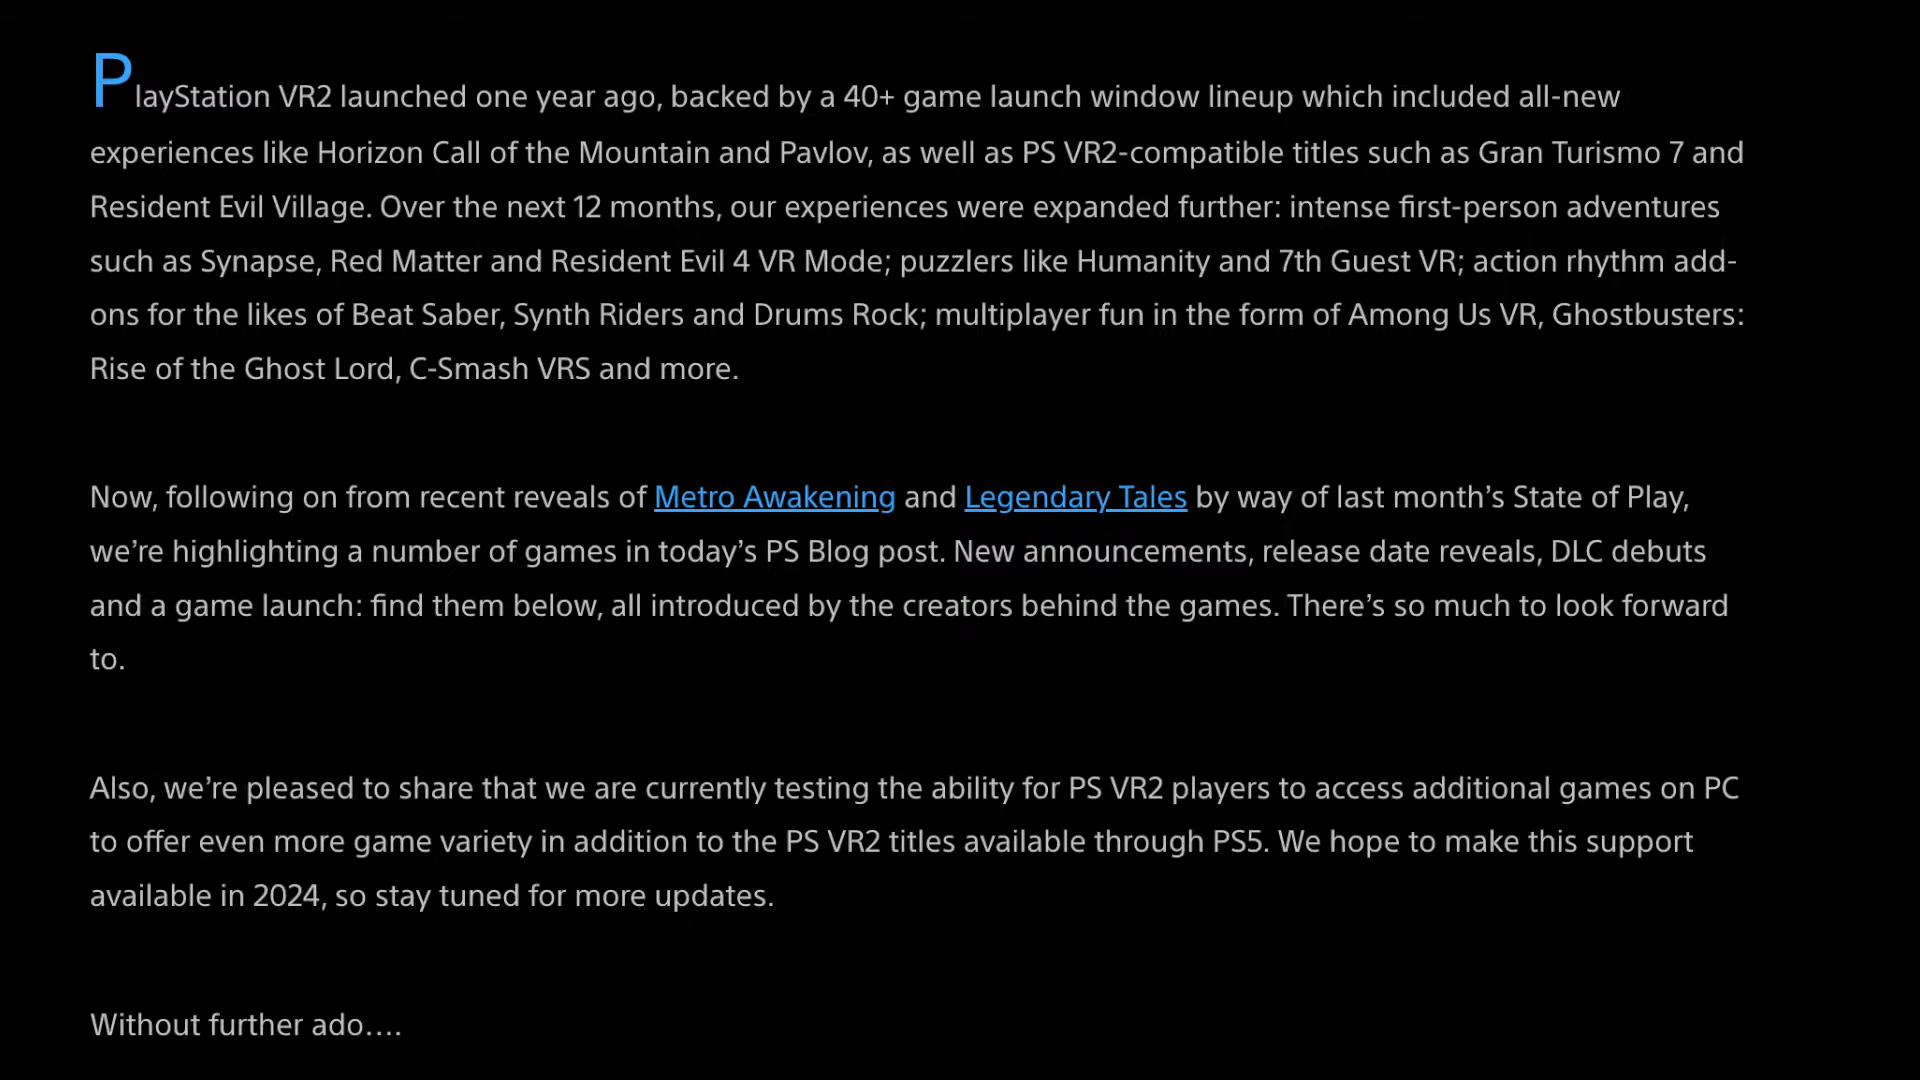 PlayStation VR2 launched one year ago, backed by a 40+ game launch window lineup which included all-new
experiences like Horizon Call of the Mountain and Pavlov, as well as PS VR2-compatible titles such as Gran Turismo 7 and
Resident Evil Village. Over the next 12 months, our experiences were expanded further: intense first-person adventures
such as Synapse, Red Matter and Resident Evil 4 VR Mode; puzzlers like Humanity and 7th Guest VR; action rhythm add-
ons for the likes of Beat Saber, Synth Riders and Drums Rock; multiplayer fun in the form of Among Us VR, Ghostbusters:
Rise of the Ghost Lord, C-Smash VRS and more.
Now, following on from recent reveals of Metro Awakening and Legendary Tales by way of last month’s State of Play,
we’re highlighting a number of games in today’s PS Blog post. New announcements, release date reveals, DLC debuts
and a game launch: find them below, all introduced by the creators behind the games. There’s so much to look forward
to.
Also, we’re pleased to share that we are currently testing the ability for PS VR2 players to access additional games on PC
to offer even more game variety in addition to the PS VR2 titles available through PS5. We hope to make this support
available in 2024, so stay tuned for more updates.
Without further ado….